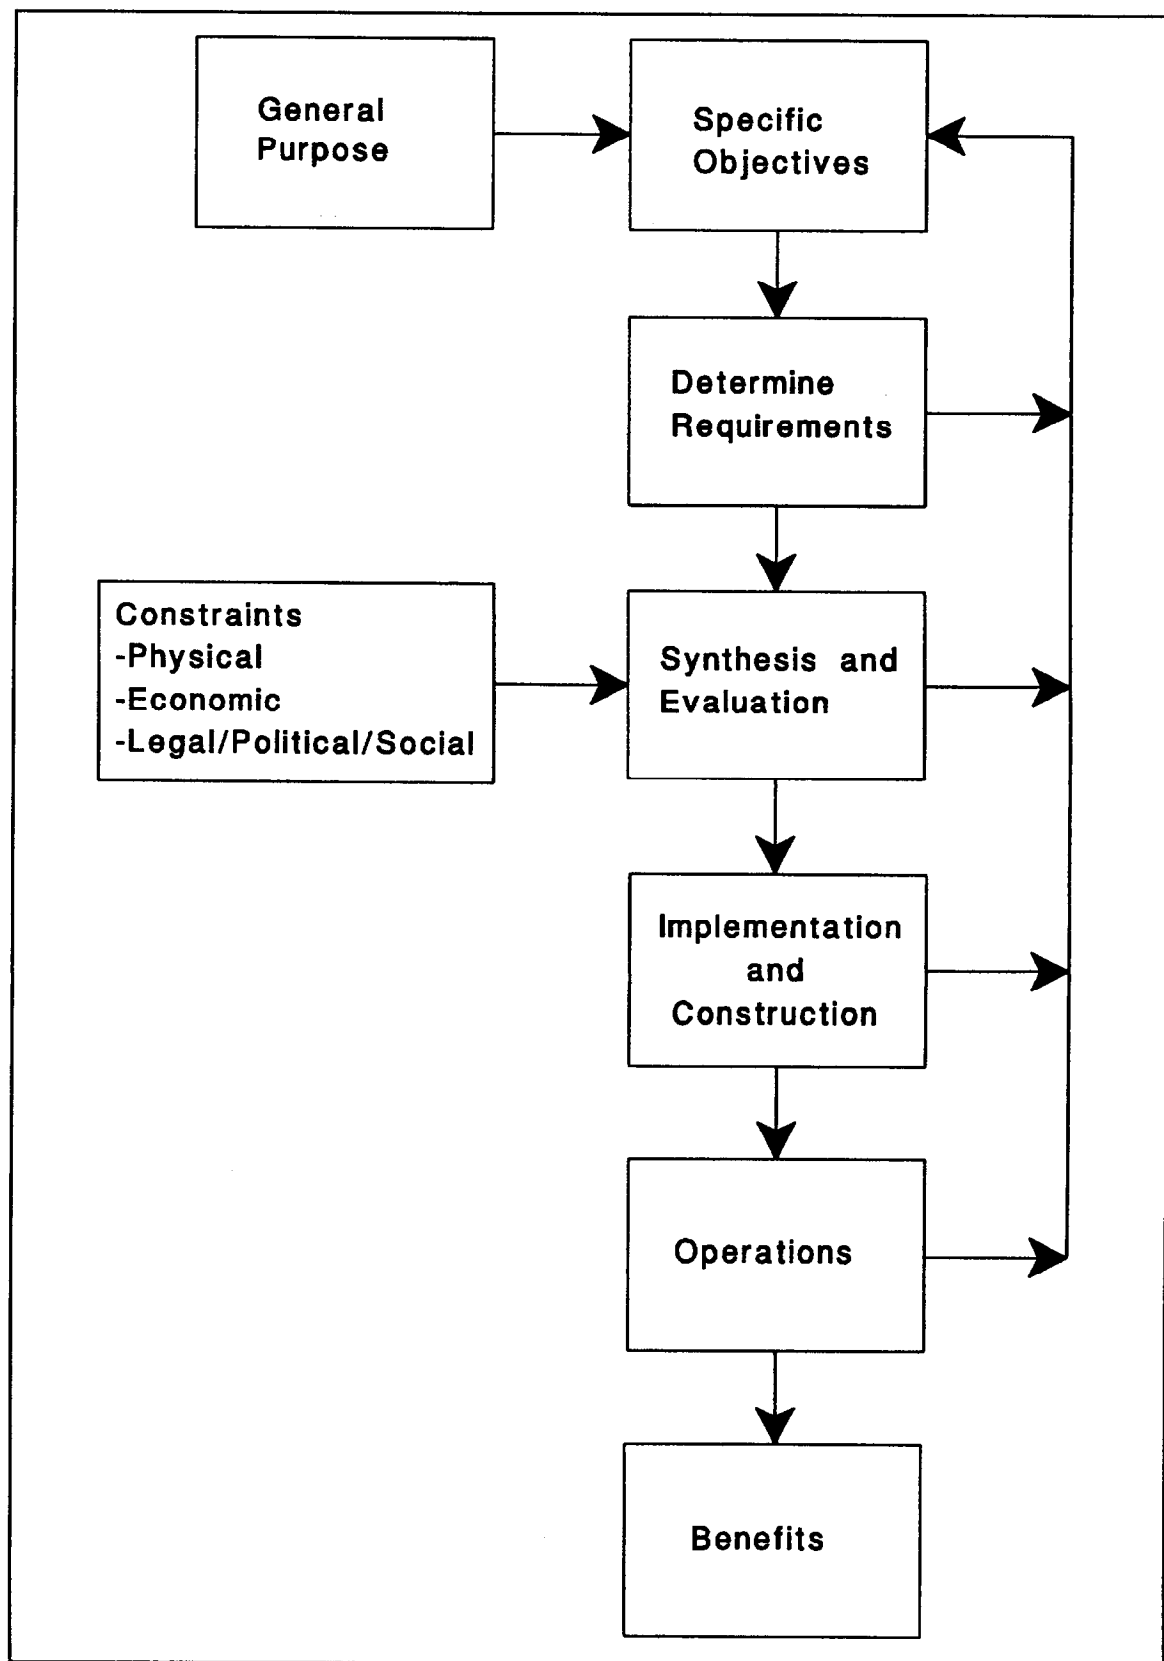 General
Purpose
Specific
Objectives
Determine
Requirements
Constraints
-Physical
-Economic
-Legal/Political/Social
Synthesis and
Evaluation
Implementation
and
Construction
Operations
Benefits